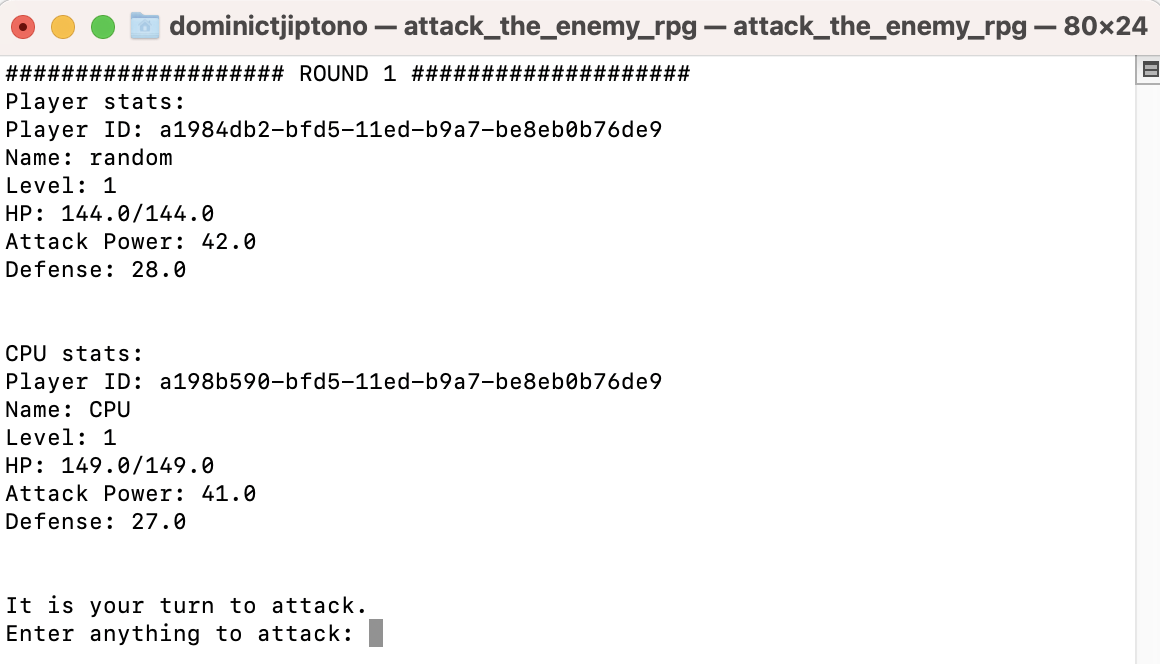 dominictjiptono — attack_the_enemy_rpg — attack_the_enemy_rpg — 80×24
#################### ROUND 1 ####################
Player stats:
Player ID: a1984db2-bfd5-11ed-b9a7-be8eb0b76de9
Name: random
Level: 1
HP: 144.0/144.0
Attack Power: 42.0
Defense: 28.0
CPU stats:
Player ID: a198b590-bfd5-11ed-b9a7-be8eb0b76de9
Name: CPU
Level: 1
HP: 149.0/149.0
Attack Power: 41.0
Defense: 27.0
It is your turn to attack.
Enter anything to attack: